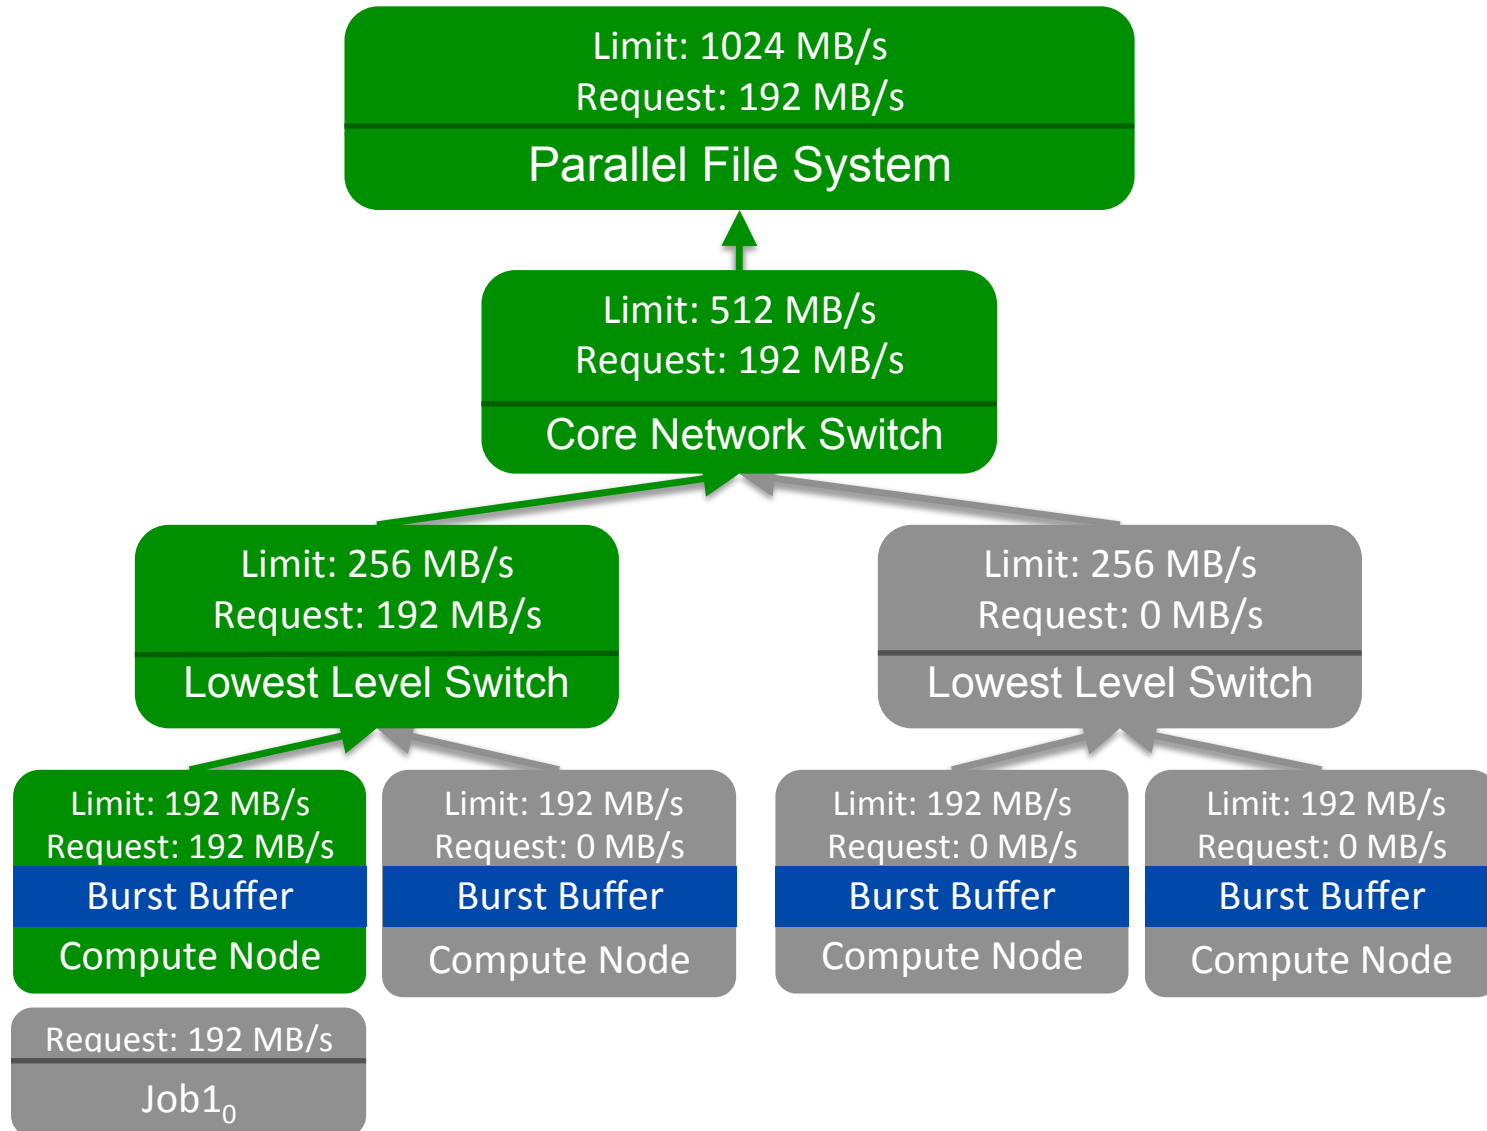 Limit: 1024 MB/s
Request: 192 MB/s
Parallel File System
Limit: 512 MB/s
Request: 192 MB/s
Core Network Switch
Limit: 256 MB/s
Request: 192 MB/s
Lowest Level Switch
Limit: 256 MB/s
Request: 0 MB/s
Lowest Level Switch
Limit: 192 MB/s
Request: 192 MB/s
Burst Buffer
Compute Node
Limit: 192 MB/s
Request: 0 MB/s
Burst Buffer
Compute Node
Limit: 192 MB/s
Request: 0 MB/s
Burst Buffer
Compute Node
Limit: 192 MB/s
Request: 0 MB/s
Burst Buffer
Compute Node
Request: 192 MB/s
Job1₀